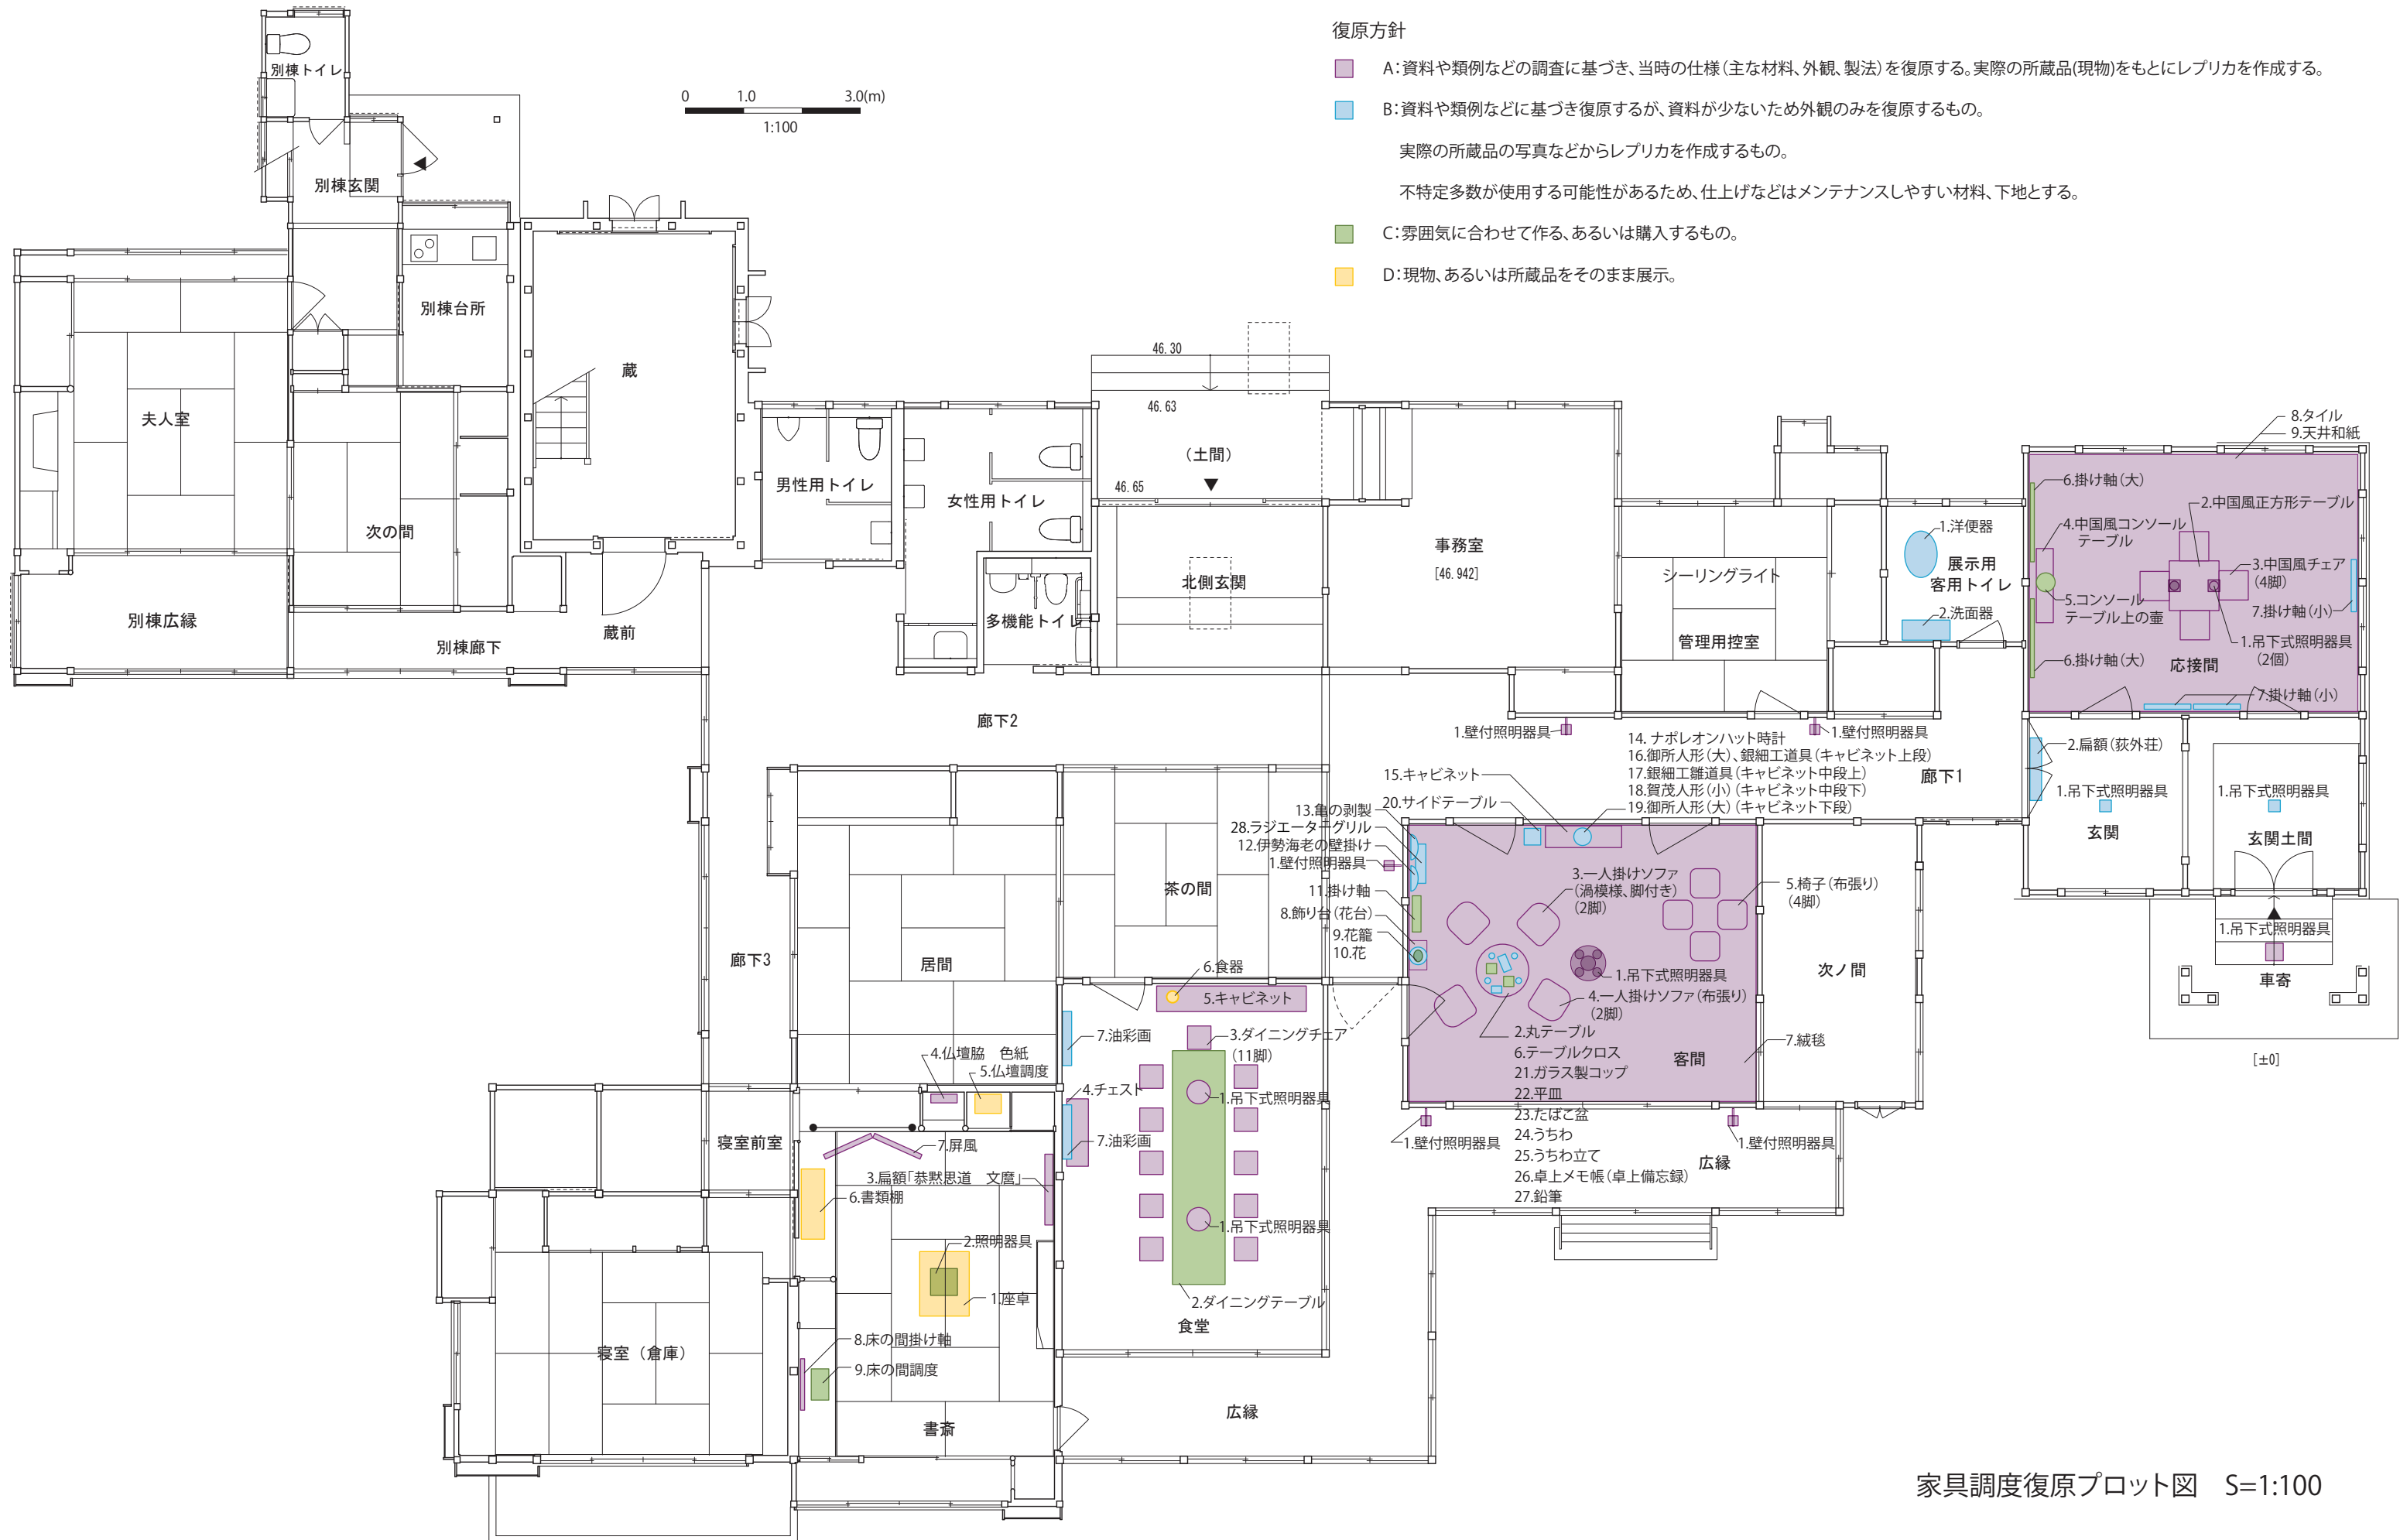 復原方針
A：資料や類例などの調査に基づき、当時の仕様（主な材料、外観、製法）を復原する。実際の所蔵品(現物)をもとにレプリカを作成する。
B：資料や類例などに基づき復原するが、資料が少ないため外観のみを復原するもの。
実際の所蔵品の写真などからレプリカを作成するもの。
不特定多数が使用する可能性があるため、仕上げなどはメンテナンスしやすい材料、下地とする。
C：雰囲気に合わせて作る、あるいは購入するもの。
D：現物、あるいは所蔵品をそのまま展示。
0 1.0 3.0(m)
1:100
別棟トイレ
別棟玄関
別棟台所
蔵
夫人室
次の間
別棟広縁
別棟廊下
蔵前
男性用トイレ
女性用トイレ
多機能トイレ
46.30
46.63
（土間）
46.65
北側玄関
事務室
[46.942]
シーリングライト
管理用控室
1.洋便器
展示用
客用トイレ
2.洗面器
8.タイル
9.天井和紙
6.掛け軸（大）
2.中国風正方形テーブル
4.中国風コンソール
テーブル
3.中国風チェア
（4脚）
5.コンソール
テーブル上の壷
7.掛け軸（小）
1.吊下式照明器具
（2個）
6.掛け軸（大）
応接間
7.掛け軸（小）
廊下2
1.壁付照明器具
1.壁付照明器具
14. ナポレオンハット時計
16.御所人形（大）、銀細工道具（キャビネット上段）
17.銀細工雛道具（キャビネット中段上）
18.賀茂人形（小）（キャビネット中段下）
19.御所人形（大）（キャビネット下段）
廊下1
2.扁額（荻外荘）
1.吊下式照明器具
玄関
1.吊下式照明器具
玄関土間
1.吊下式照明器具
車寄
[±0]
15.キャビネット
20.サイドテーブル
13.亀の剥製
28.ラジエーターグリル
12.伊勢海老の壁掛け
1.壁付照明器具
11.掛け軸
8.飾り台（花台）
9.花籠
10.花
3.一人掛けソファ
（渦模様、脚付き）
（2脚）
5.椅子（布張り）
（4脚）
1.吊下式照明器具
4.一人掛けソファ（布張り）
（2脚）
次ノ間
2.丸テーブル
6.テーブルクロス
21.ガラス製コップ
22.平皿
23.たばこ盆
24.うちわ
25.うちわ立て
26.卓上メモ帳（卓上備忘録）
27.鉛筆
客間
7.絨毯
1.壁付照明器具
1.壁付照明器具
広縁
廊下3
居間
茶の間
6.食器
5.キャビネット
7.油彩画
3.ダイニングチェア
（11脚）
4.チェスト
1.吊下式照明器具
7.油彩画
1.吊下式照明器具
2.ダイニングテーブル
食堂
4.仏壇脇　色紙
5.仏壇調度
寝室前室
7.屏風
3.扁額「恭黙思道　文麿」
6.書類棚
2.照明器具
1.座卓
8.床の間掛け軸
9.床の間調度
書斎
寝室（倉庫）
広縁
家具調度復原プロット図　S=1:100